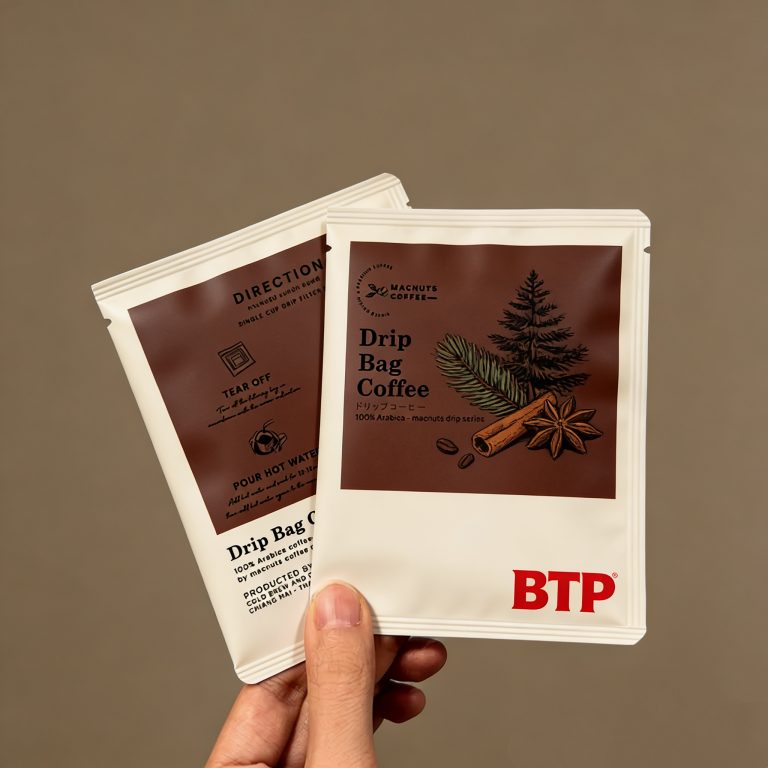 DIRECTION
SINGLE CUP DRIP FILTER
TEAR OFF
POUR HOT WATE
Drip Bag C
100% Arabica coffee
by macnuts coffee
PRODUCTED BY
COLD BREW AND D
CHIANG MAI - THA
MACNUTS
COFFEE
Drip
Bag
Coffee
ドリップコーヒー
100% Arabica - macnuts drip series
BTP®